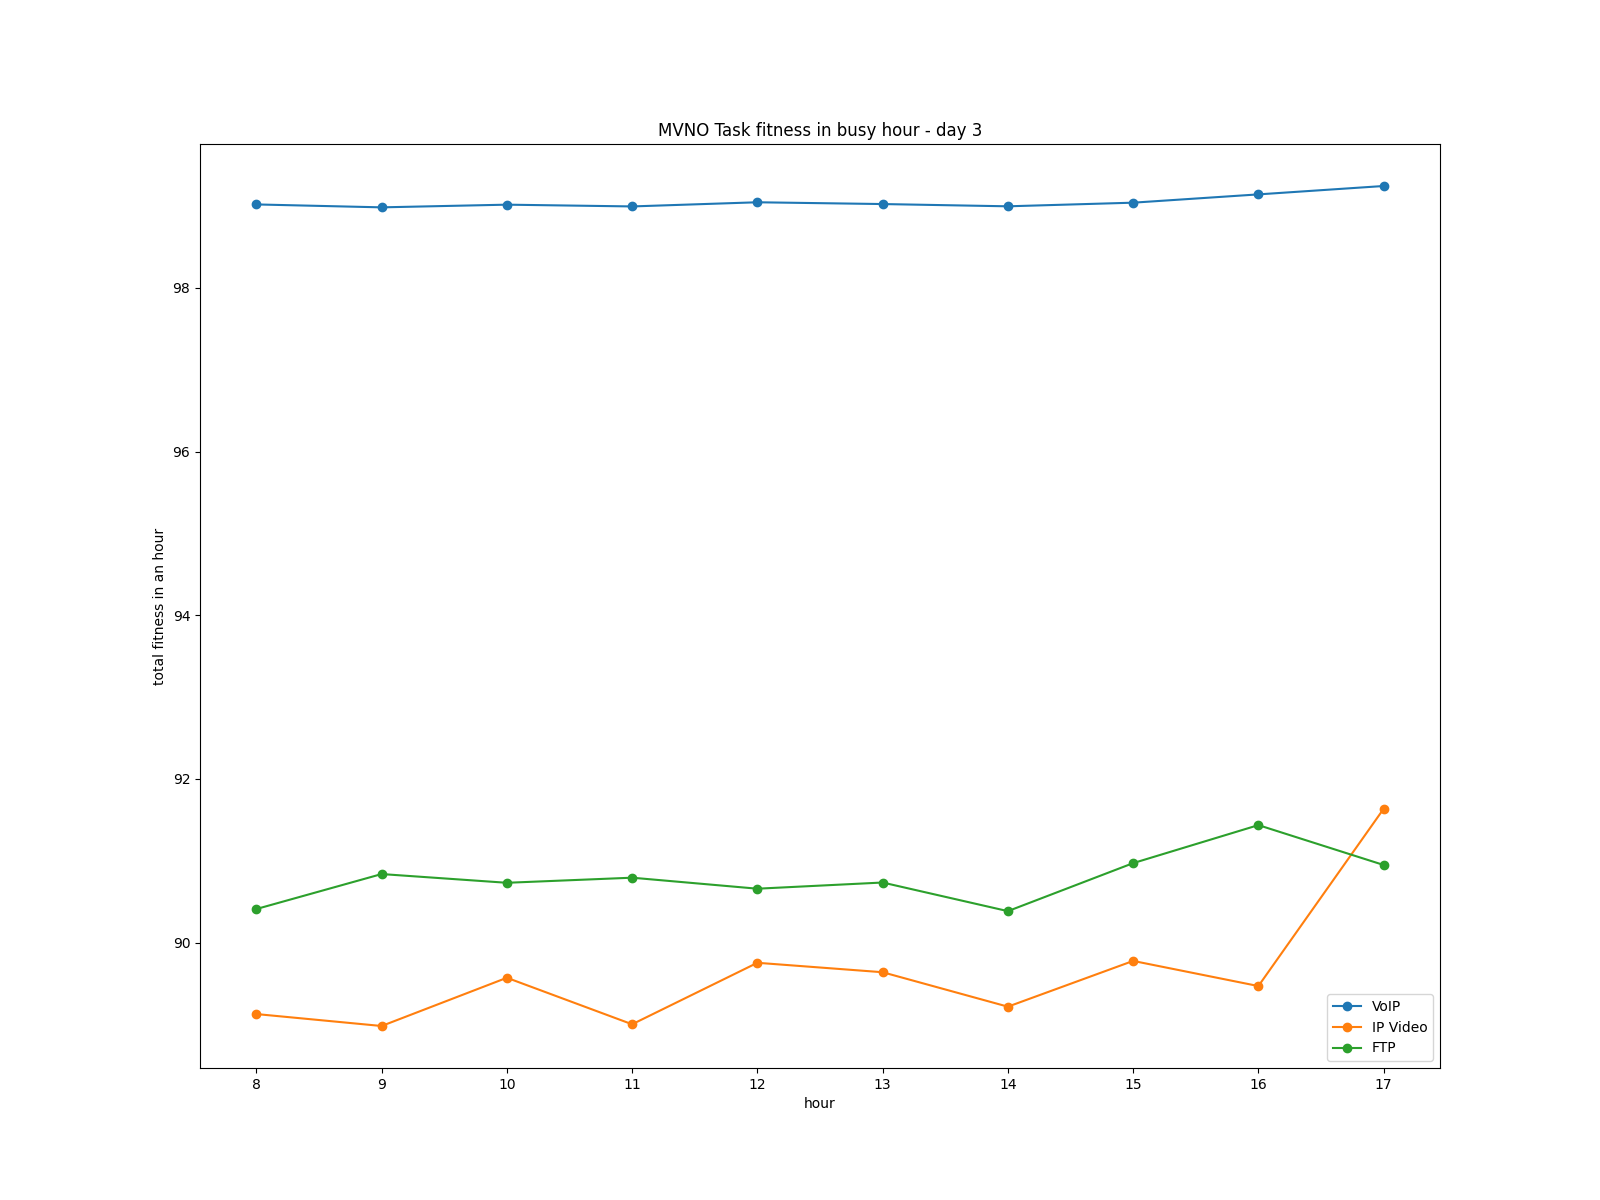 MVNO Task fitness in busy hour - day 3
total fitness in an hour
98
96
94
92
90
8 9 10 11 12 13 14 15 16 17
hour
VoIP
IP Video
FTP